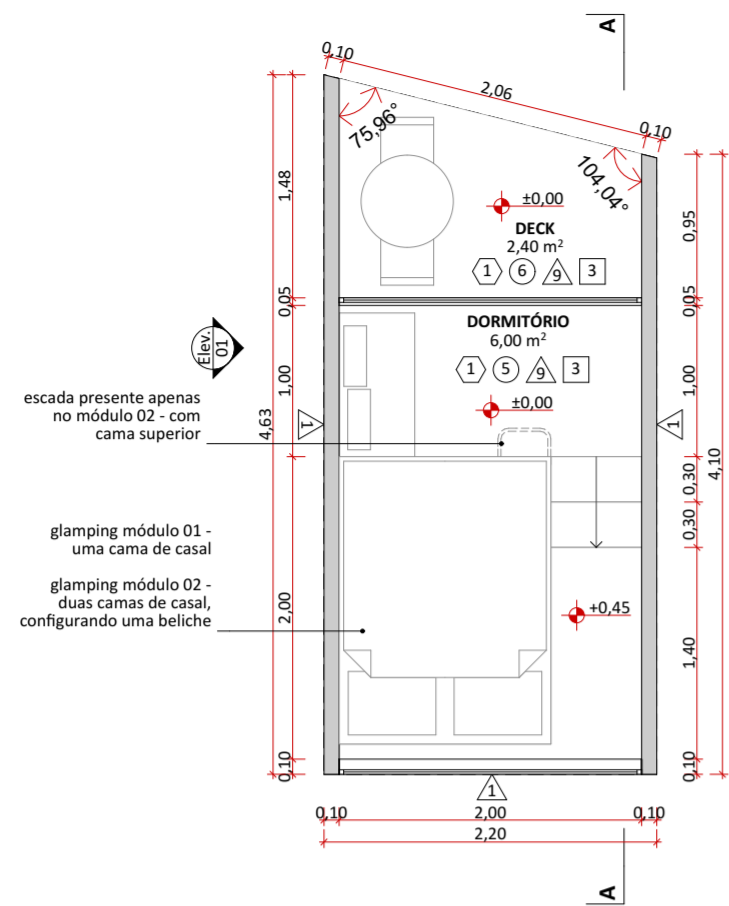 A
0,10
2,06
0,10
75,96°
104,04°
1,48
0,95
±0,00
DECK
2,40 m²
1 6 9 3
0,05
0,05
DORMITÓRIO
6,00 m²
1 5 9 3
Elev.
01
±0,00
1,00
1,00
escada presente apenas
no módulo 02 - com
cama superior
4,63
1
1
4,10
0,30
0,30
glamping módulo 01 -
uma cama de casal
glamping módulo 02 -
duas camas de casal,
configurando uma beliche
2,00
+0,45
1,40
0,10
0,10
1
0,10
2,00
0,10
2,20
A